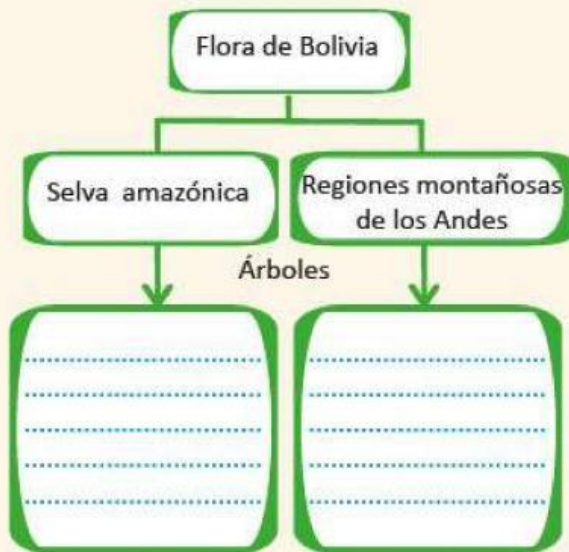 Flora de Bolivia
Selva amazónica
Regiones montañosas
de los Andes
Árboles